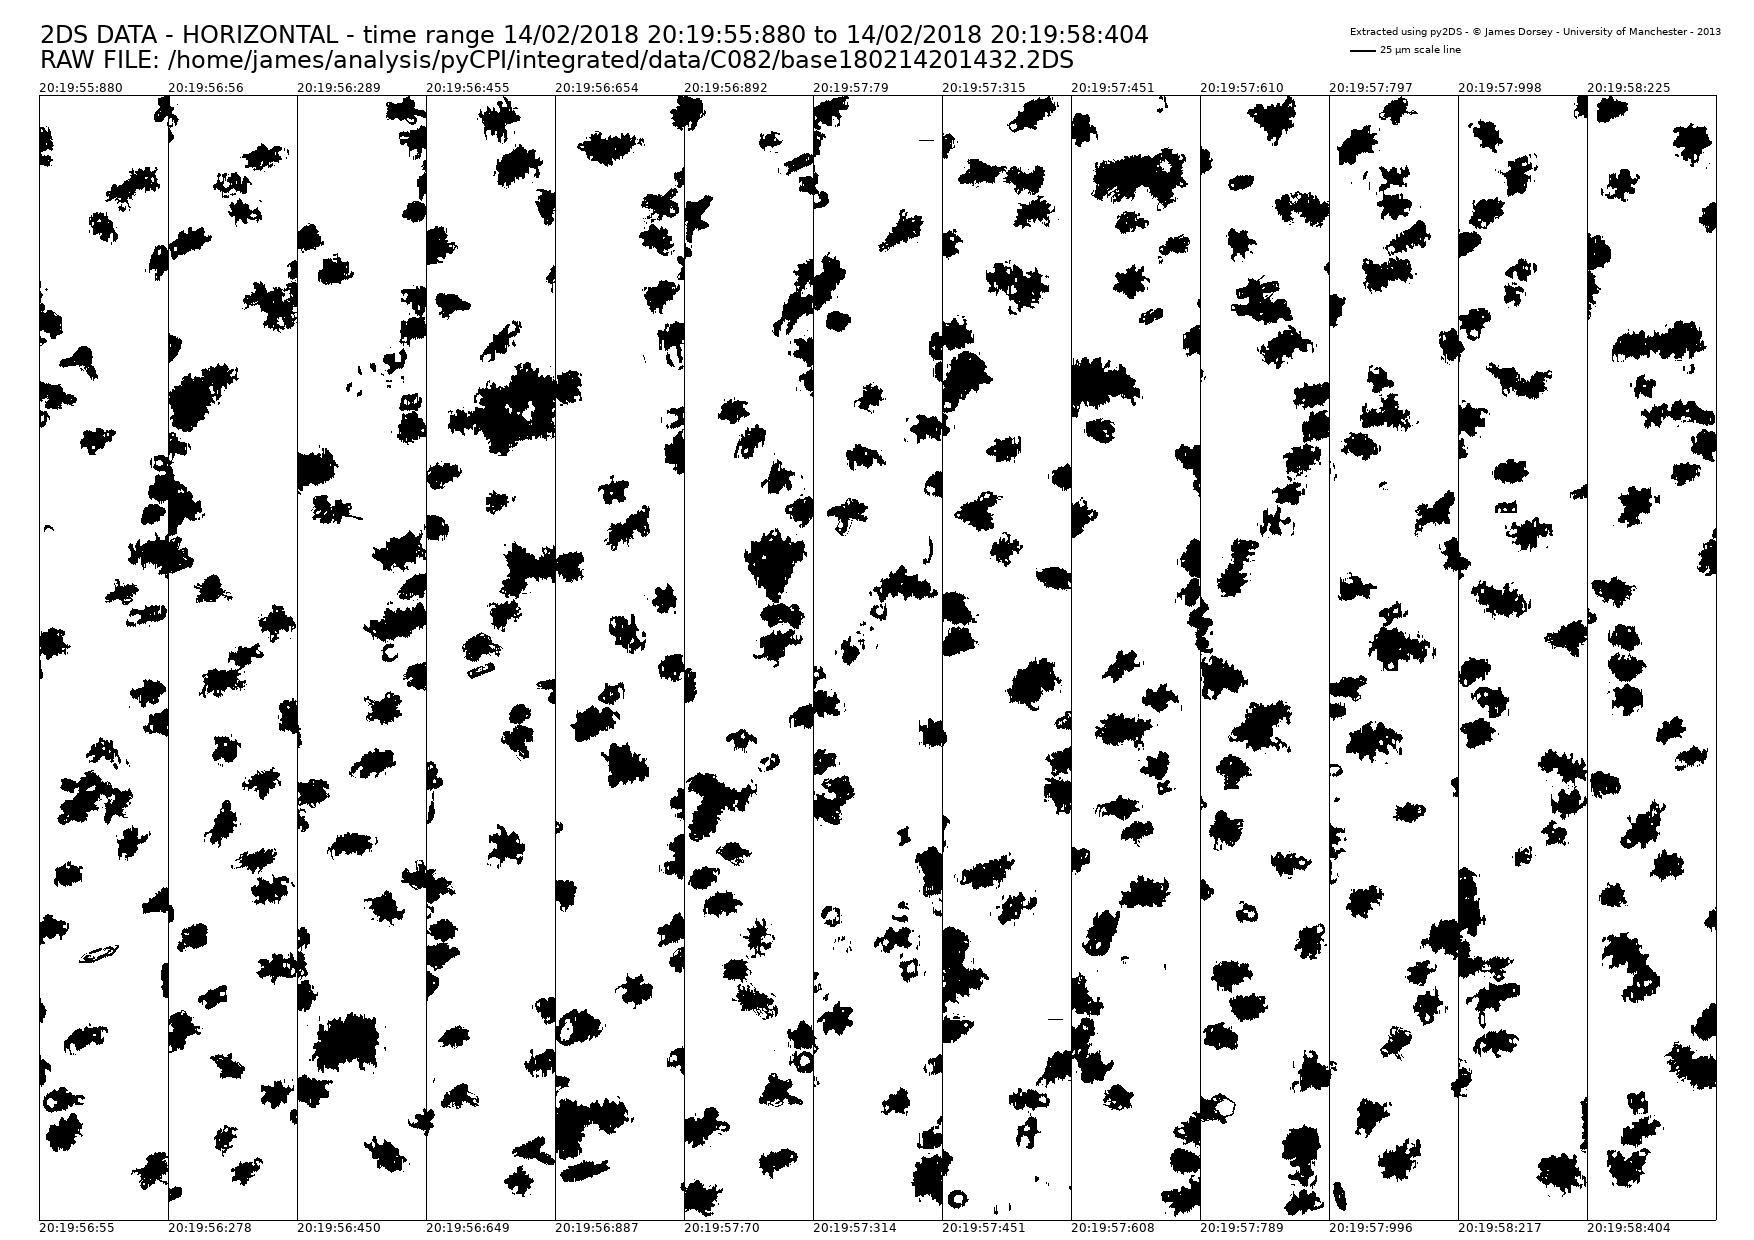 2DS DATA - HORIZONTAL - time range 14/02/2018 20:19:55:880 to 14/02/2018 20:19:58:404
RAW FILE: /home/james/analysis/pyCPI/integrated/data/C082/base180214201432.2DS
Extracted using py2DS - © James Dorsey - University of Manchester - 2013
25 µm scale line
20:19:55:880 20:19:56:56 20:19:56:289 20:19:56:455 20:19:56:654 20:19:56:892 20:19:57:79 20:19:57:315 20:19:57:451 20:19:57:610 20:19:57:797 20:19:57:998 20:19:58:225
20:19:56:55 20:19:56:278 20:19:56:450 20:19:56:649 20:19:56:887 20:19:57:70 20:19:57:314 20:19:57:451 20:19:57:608 20:19:57:789 20:19:57:996 20:19:58:217 20:19:58:404